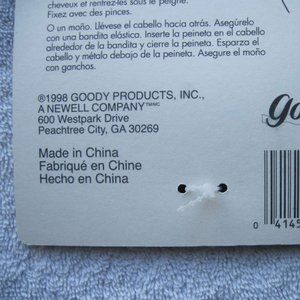 cheveux et rentrez-les sous le peigne.
Fixez avec des pinces.
O un moño. Llévese el cabello hacia atrás. Asegúrelo
con una bandita elástica. Inserte la peineta en el cabello
alrededor de la bandita y cierre la peineta. Esparza el
cabello y métalo debajo de la peineta. Asegure el moño
con ganchos.
©1998 GOODY PRODUCTS, INC.,
A NEWELL COMPANY
600 Westpark Drive
Peachtree City, GA 30269
Made in China
Fabriqué en Chine
Hecho en China
go
0 4145